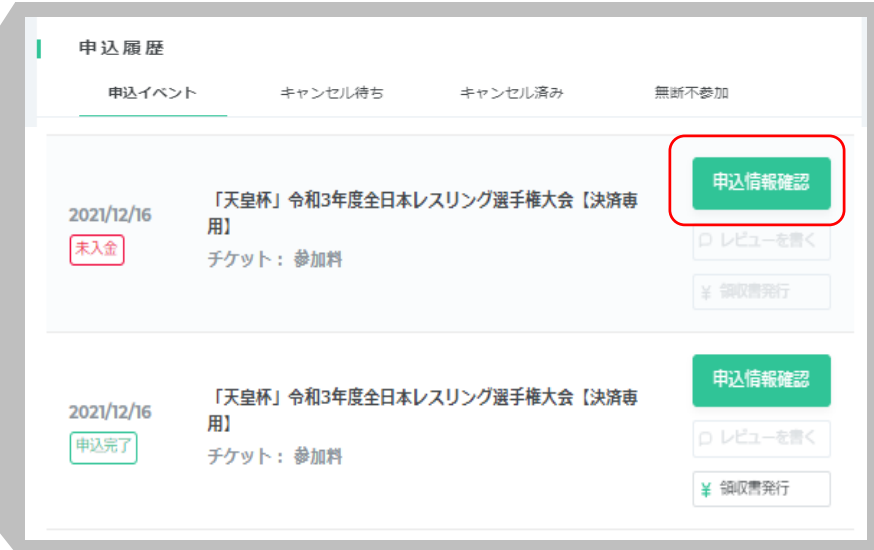 申込履歴
申込イベント キャンセル待ち キャンセル済み 無断不参加
2021/12/16
未入金
「天皇杯」令和3年度全日本レスリング選手権大会【決済専
用】
チケット： 参加料
申込情報確認
レビューを書く
¥ 領収書発行
2021/12/16
申込完了
「天皇杯」令和3年度全日本レスリング選手権大会【決済専
用】
チケット： 参加料
申込情報確認
レビューを書く
¥ 領収書発行